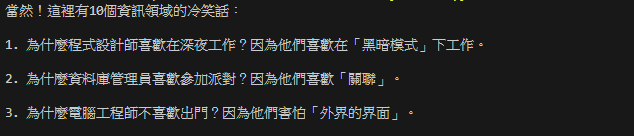 當然！這裡有10個資訊領域的冷笑話：
1. 為什麼程式設計師喜歡在深夜工作？因為他們喜歡在「黑暗模式」下工作。
2. 為什麼資料庫管理員喜歡參加派對？因為他們喜歡「關聯」。
3. 為什麼電腦工程師不喜歡出門？因為他們害怕「外界的界面」。